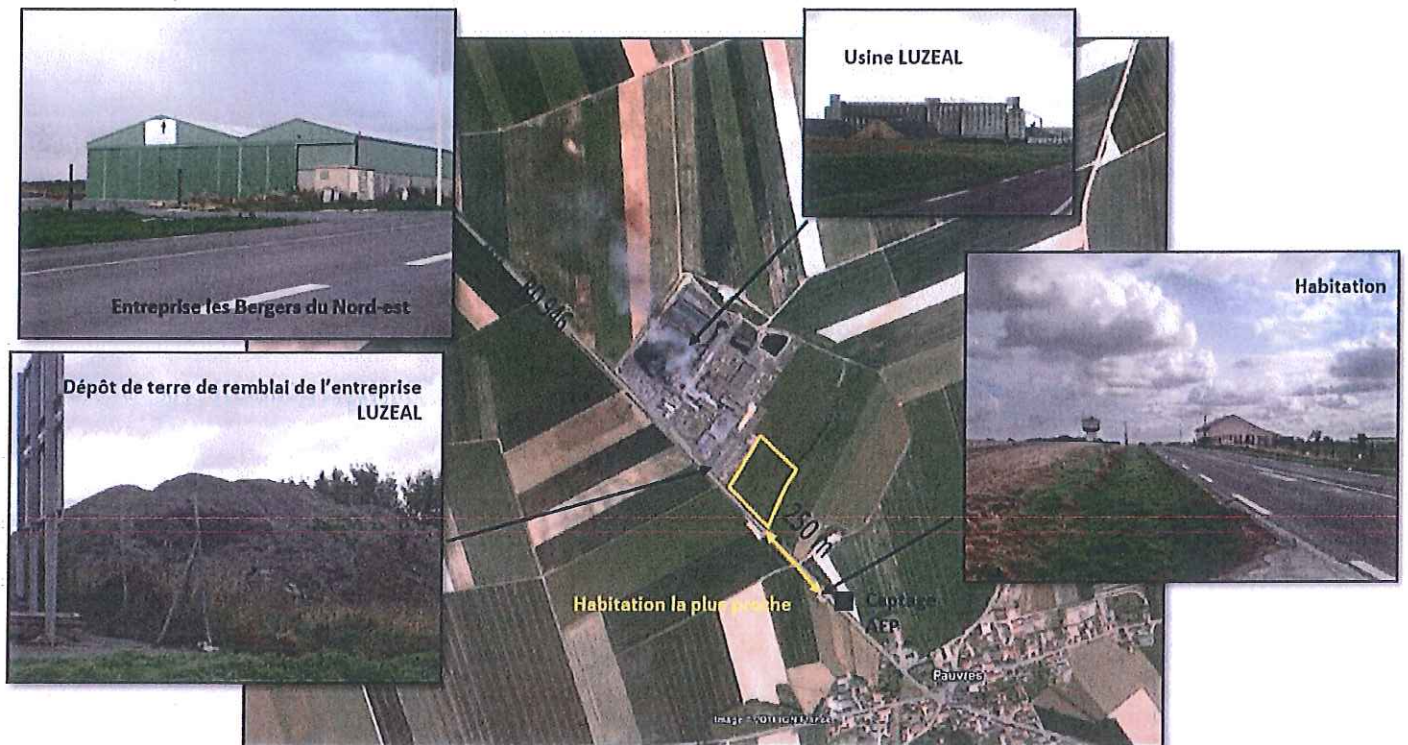 Usine LUZEAL
Entreprise les Bergers du Nord-est
Habitation
RD 946
Dépôt de terre de remblai de l'entreprise
LUZEAL
250 m
Habitation la plus proche
Captage
AEP
Pauvres